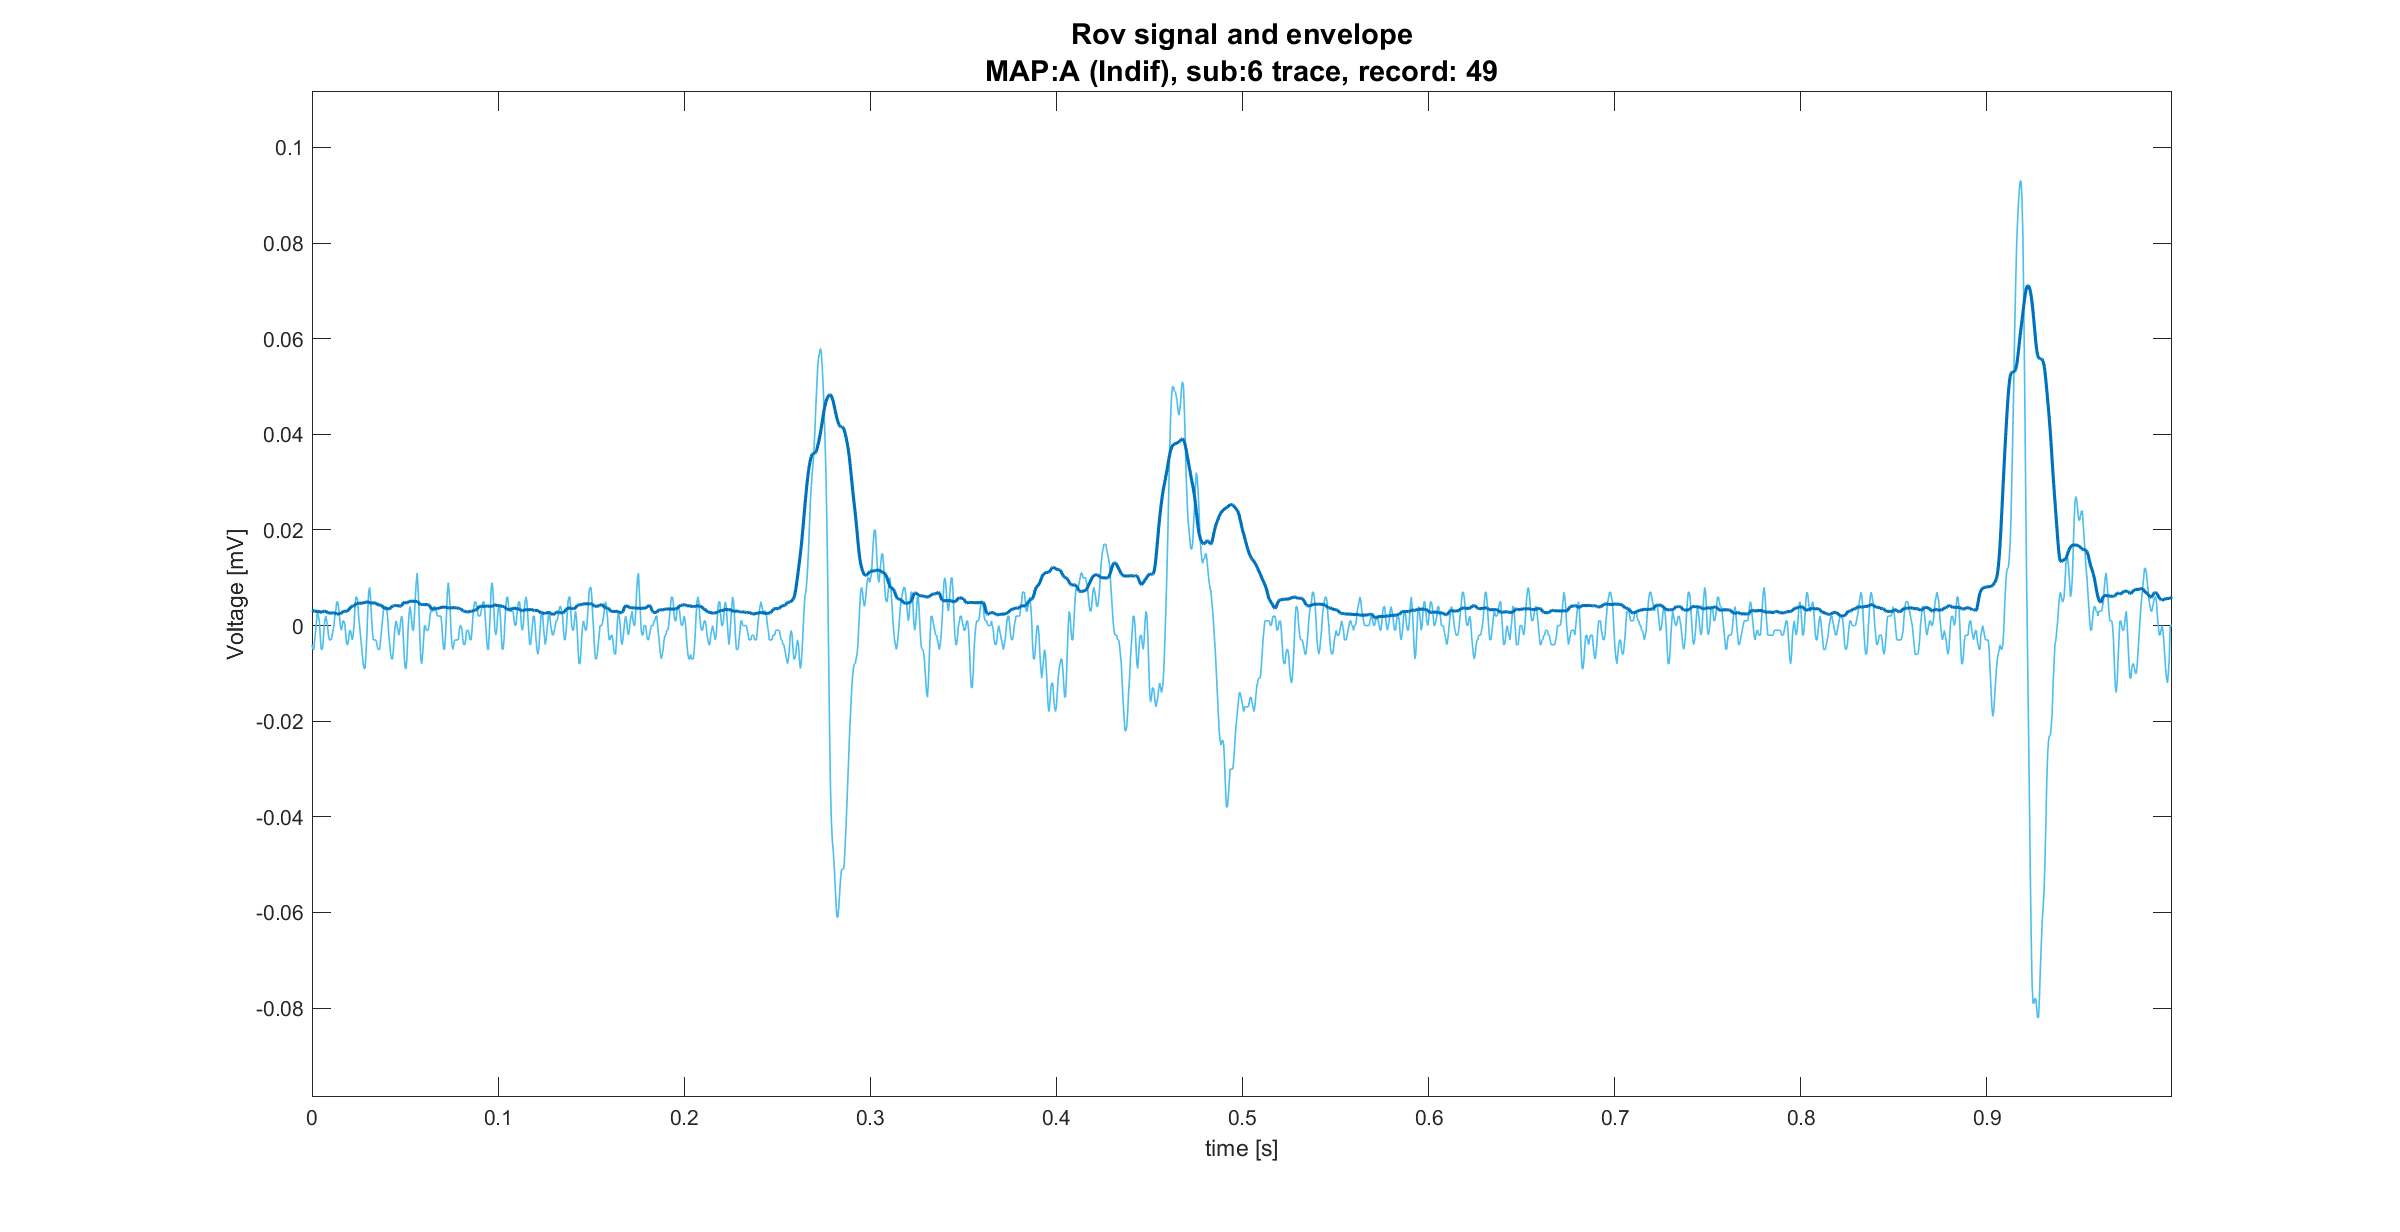 Rov signal and envelope
MAP:A (Indif), sub:6 trace, record: 49
Voltage [mV]
0.1
0.08
0.06
0.04
0.02
0
-0.02
-0.04
-0.06
-0.08
0 0.1 0.2 0.3 0.4 0.5 0.6 0.7 0.8 0.9
time [s]